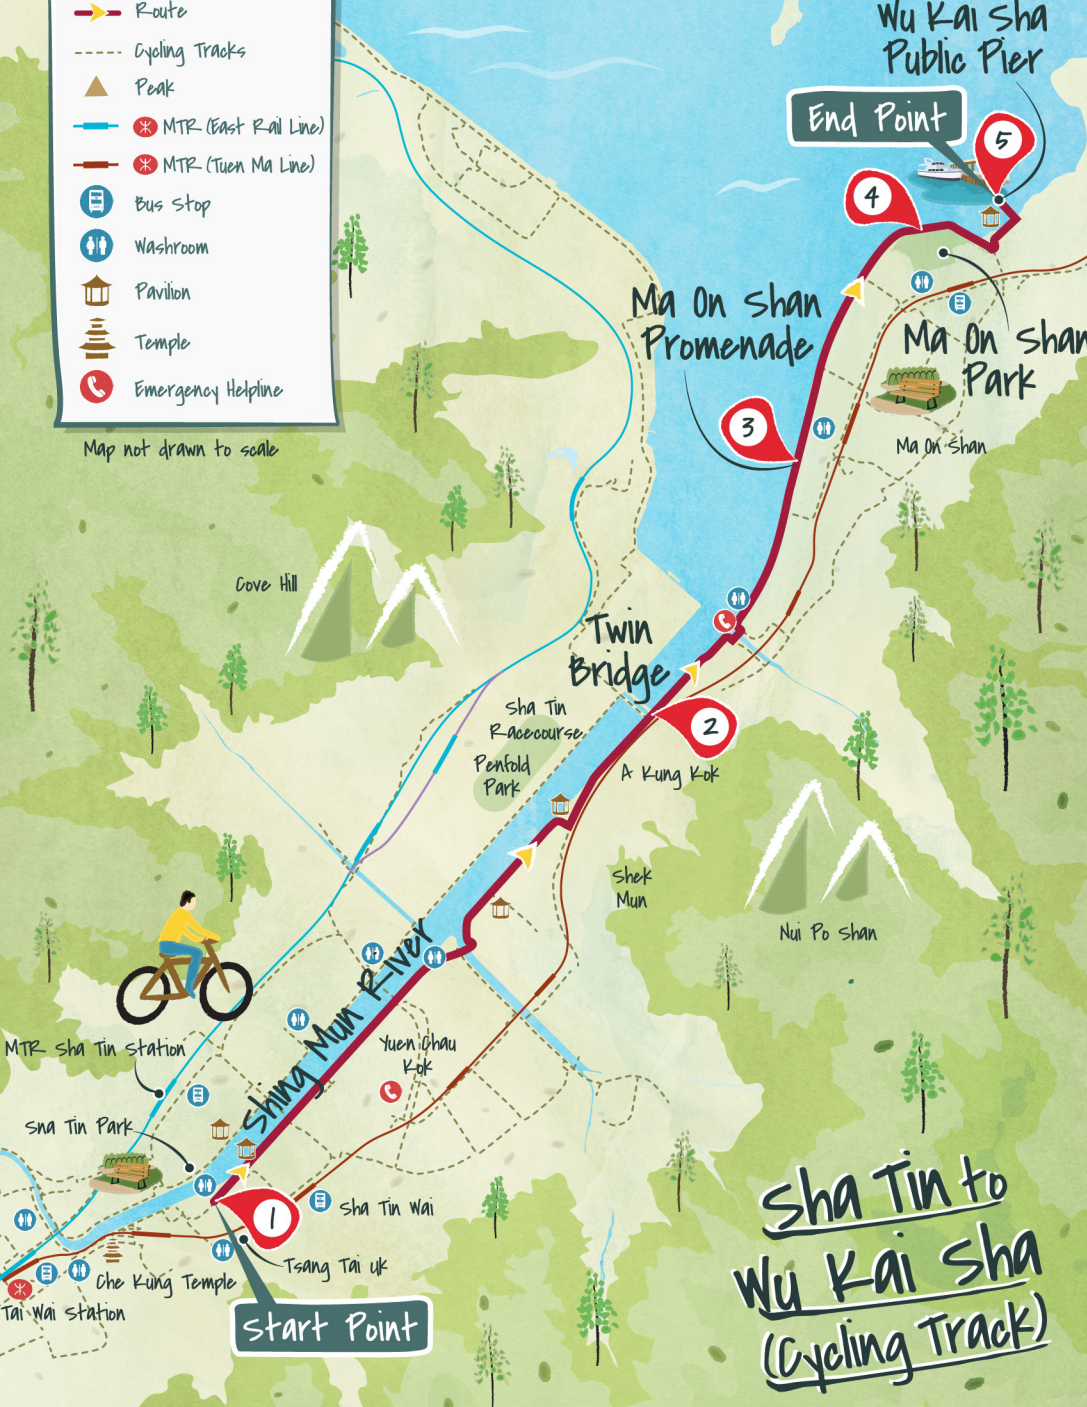 Route
Cycling Tracks
Peak
MTR (East Rail Line)
MTR (Tuen Ma Line)
Bus Stop
Washroom
Pavilion
Temple
Emergency Helpline
Map not drawn to scale
Wu Kai Sha
Public Pier
End Point
5
4
Ma On Shan
Promenade
Ma On Shan
Park
3
Ma On Shan
Cove Hill
Twin
Bridge
Sha Tin
Racecourse
2
Penfold
Park
A Kung Kok
Shek
Mun
Nui Po Shan
Shing Mun River
Yuen Chau
Kok
MTR Sha Tin Station
Sha Tin Park
1
Sha Tin Wai
Tsang Tai Uk
Che Kung Temple
Tai Wai Station
Start Point
Sha Tin to
Wu Kai Sha
(Cycling Track)